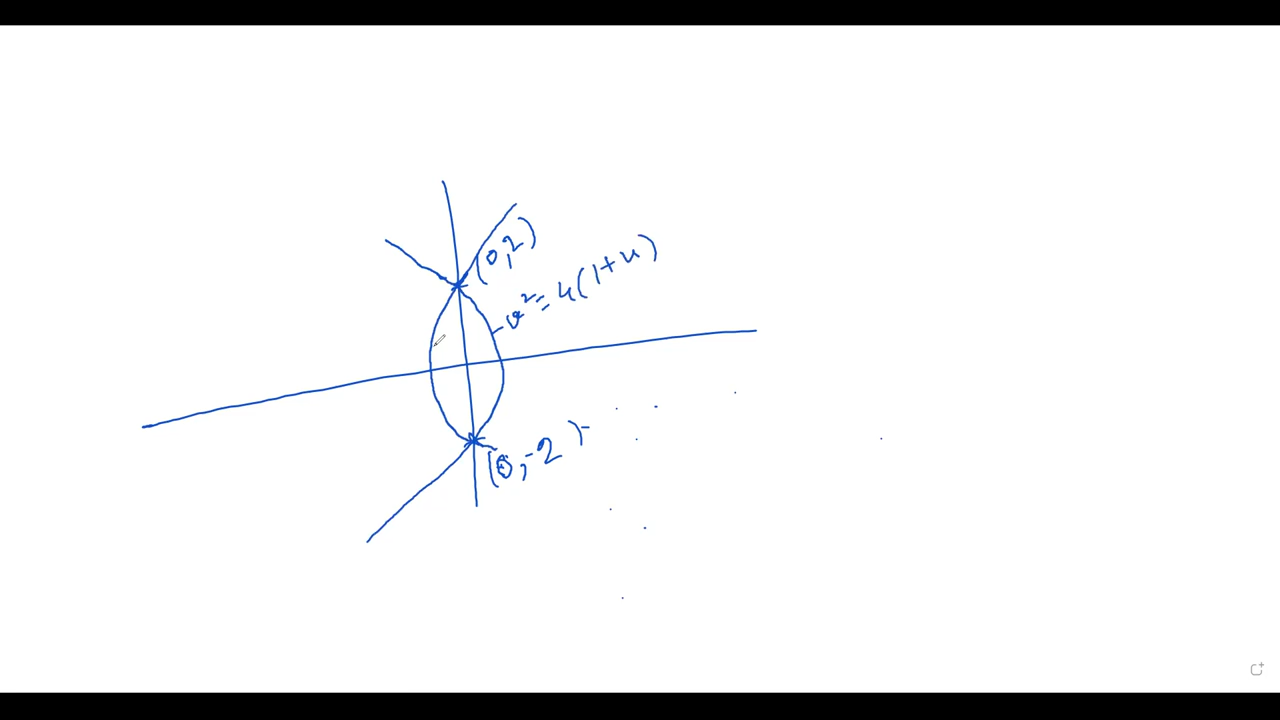 (0,2)
v² = 4(1+u)
(0,-2)